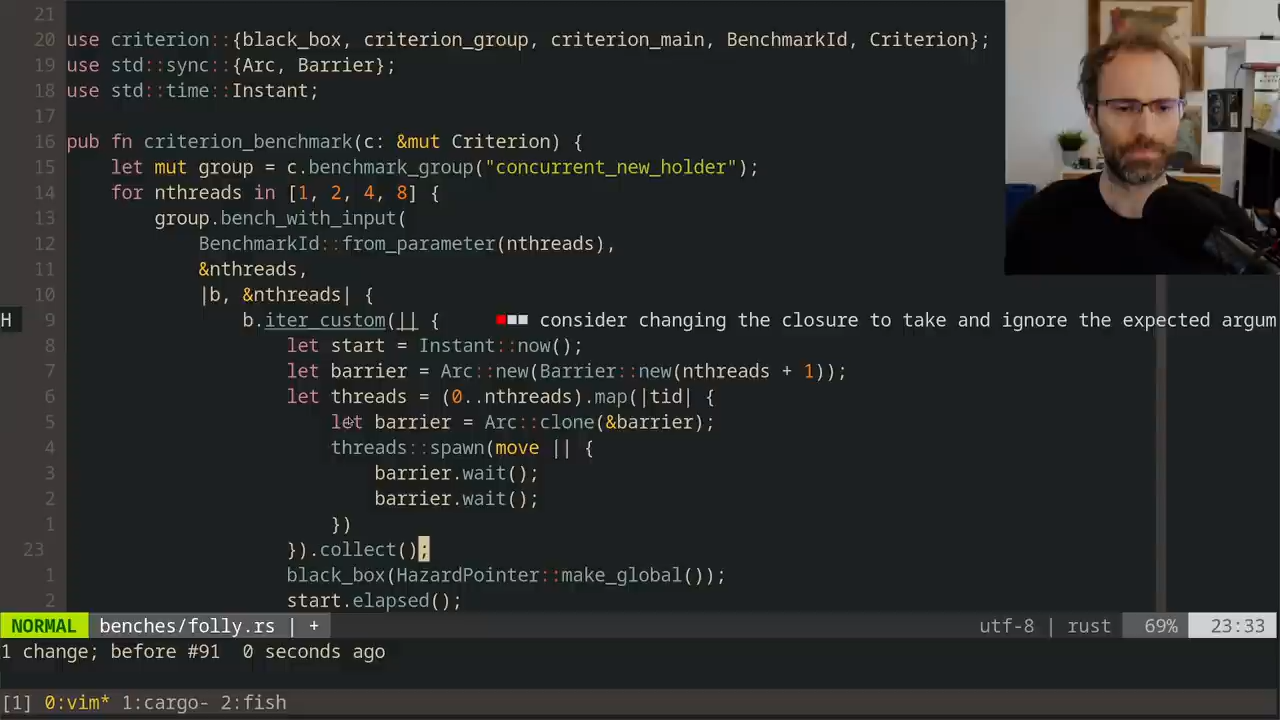 21
20 use criterion::{black_box, criterion_group, criterion_main, BenchmarkId, Criterion};
19 use std::sync::{Arc, Barrier};
18 use std::time::Instant;
17
16 pub fn criterion_benchmark(c: &mut Criterion) {
15     let mut group = c.benchmark_group("concurrent_new_holder");
14     for nthreads in [1, 2, 4, 8] {
13         group.bench_with_input(
12             BenchmarkId::from_parameter(nthreads),
11             &nthreads,
10             |b, &nthreads| {
H 9                 b.iter_custom(|| {     ■■■ consider changing the closure to take and ignore the expected argum
8                     let start = Instant::now();
7                     let barrier = Arc::new(Barrier::new(nthreads + 1));
6                     let threads = (0..nthreads).map(|tid| {
5                         let barrier = Arc::clone(&barrier);
4                         threads::spawn(move || {
3                             barrier.wait();
2                             barrier.wait();
1                         })
23                     }).collect();
1                     black_box(HazardPointer::make_global());
2                     start.elapsed();
NORMAL benches/folly.rs | + utf-8 | rust 69% 23:33
1 change; before #91  0 seconds ago
[1] 0:vim* 1:cargo- 2:fish